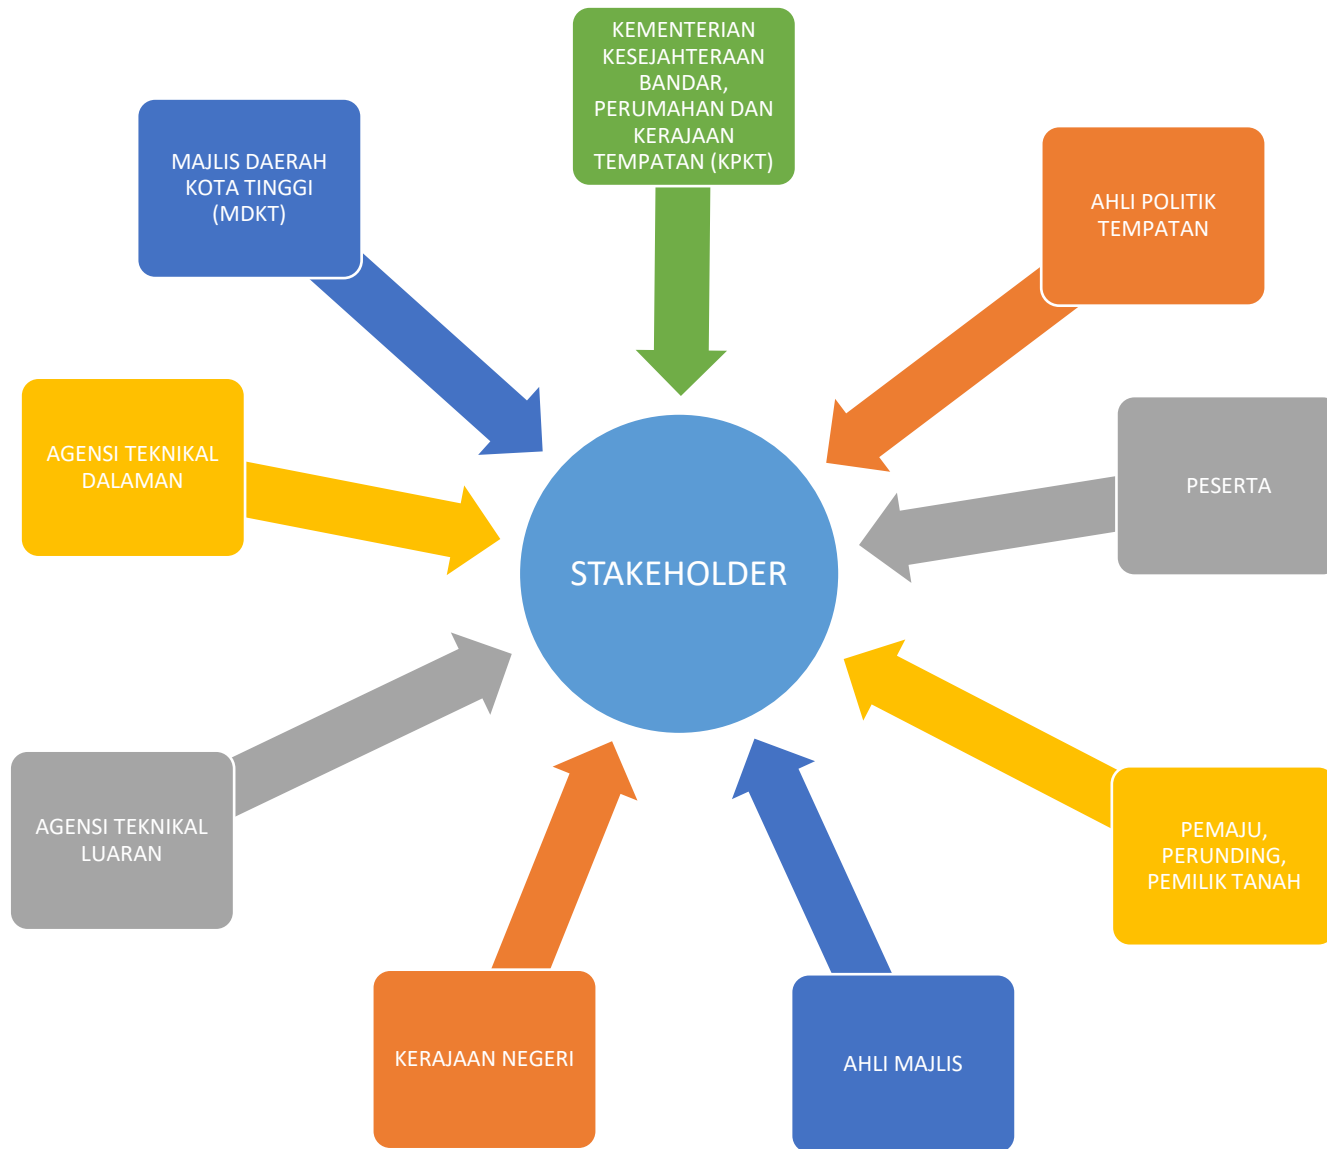 KEMENTERIAN
KESEJAHTERAAN
BANDAR,
PERUMAHAN DAN
KERAJAAN
TEMPATAN (KPKT)
MAJLIS DAERAH
KOTA TINGGI
(MDKT)
AHLI POLITIK
TEMPATAN
AGENSI TEKNIKAL
DALAMAN
PESERTA
STAKEHOLDER
AGENSI TEKNIKAL
LUARAN
PEMAJU,
PERUNDING,
PEMILIK TANAH
KERAJAAN NEGERI
AHLI MAJLIS